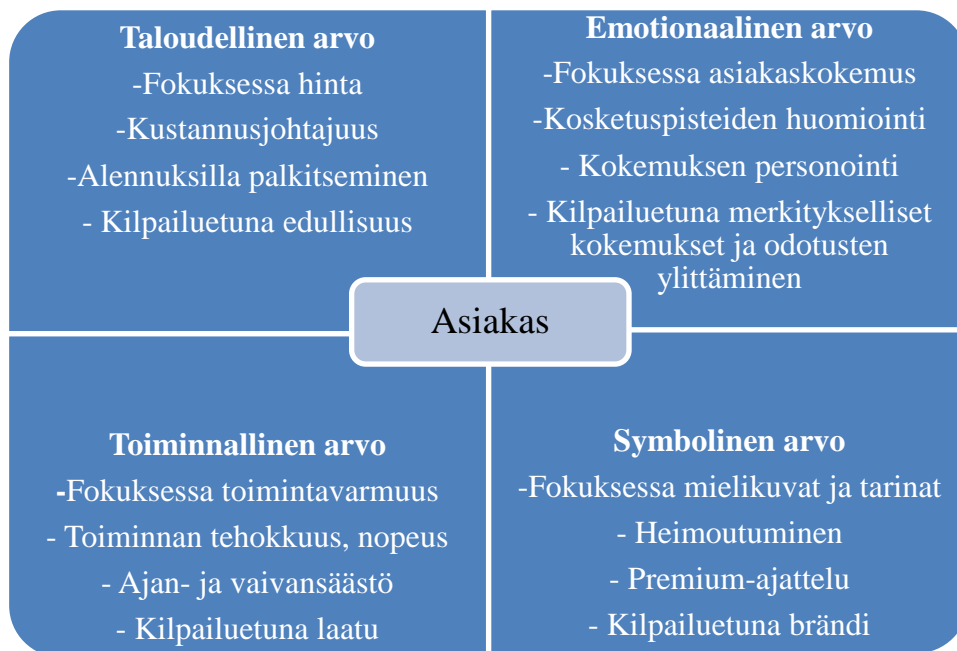 Taloudellinen arvo
-Fokuksessa hinta
-Kustannusjohtajuus
-Alennuksilla palkitseminen
- Kilpailuetuna edullisuus
Emotionaalinen arvo
-Fokuksessa asiakaskokemus
-Kosketuspisteiden huomiointi
- Kokemuksen personointi
- Kilpailuetuna merkitykselliset
kokemukset ja odotusten
ylittäminen
Asiakas
Toiminnallinen arvo
-Fokuksessa toimintavarmuus
- Toiminnan tehokkuus, nopeus
- Ajan- ja vaivansäästö
- Kilpailuetuna laatu
Symbolinen arvo
-Fokuksessa mielikuvat ja tarinat
- Heimoutuminen
- Premium-ajattelu
- Kilpailuetuna brändi